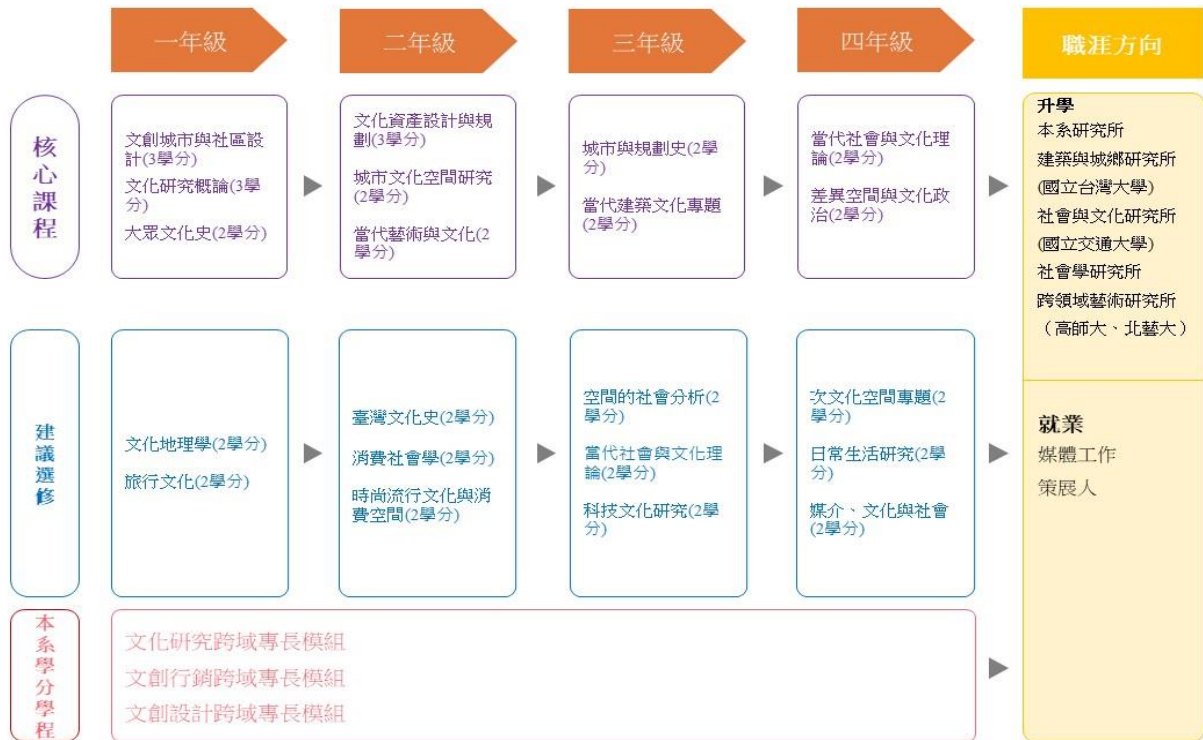 一年級
二年級
三年級
四年級
職涯方向
核
心
課
程
文創城市與社區設
計(3學分)
文化研究概論(3學
分)
大眾文化史(2學分)
文化資產設計與規
劃(3學分)
城市文化空間研究
(2學分)
當代藝術與文化(2
學分)
城市與規劃史(2學
分)
當代建築文化專題
(2學分)
當代社會與文化理
論(2學分)
差異空間與文化政
治(2學分)
升學
本系研究所
建築與城鄉研究所
(國立台灣大學)
社會與文化研究所
(國立交通大學)
社會學研究所
跨領域藝術研究所
（高師大、北藝大）
建
議
選
修
文化地理學(2學分)
旅行文化(2學分)
臺灣文化史(2學分)
消費社會學(2學分)
時尚流行文化與消
費空間(2學分)
空間的社會分析(2
學分)
當代社會與文化理
論(2學分)
科技文化研究(2學
分)
次文化空間專題(2
學分)
日常生活研究(2學
分)
媒介、文化與社會
(2學分)
就業
媒體工作
策展人
本
系
學
分
學
程
文化研究跨域專長模組
文創行銷跨域專長模組
文創設計跨域專長模組